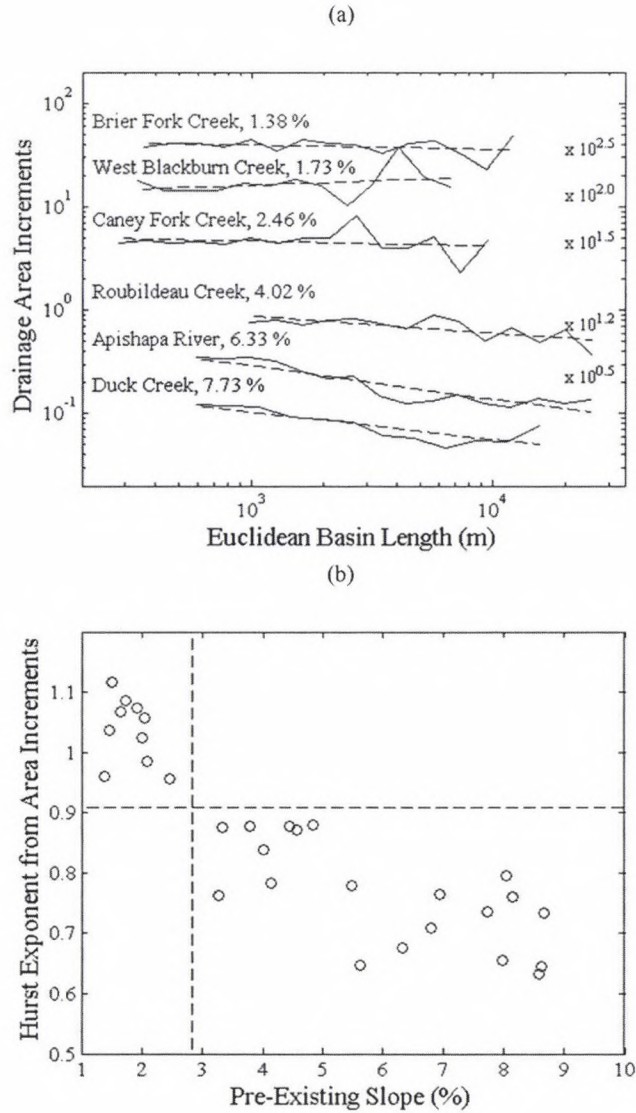 (a)
Drainage Area Increments
10^2
10^1
10^0
10^-1
Brier Fork Creek, 1.38 %
x 10^2.5
West Blackburn Creek, 1.73 %
x 10^2.0
Caney Fork Creek, 2.46 %
x 10^1.5
Roubildeau Creek, 4.02 %
x 10^1.2
Apishapa River, 6.33 %
x 10^0.5
Duck Creek, 7.73 %
10^3
10^4
Euclidean Basin Length (m)
(b)
Hurst Exponent from Area Increments
1.1
1
0.9
0.8
0.7
0.6
0.5
1 2 3 4 5 6 7 8 9 10
Pre-Existing Slope (%)